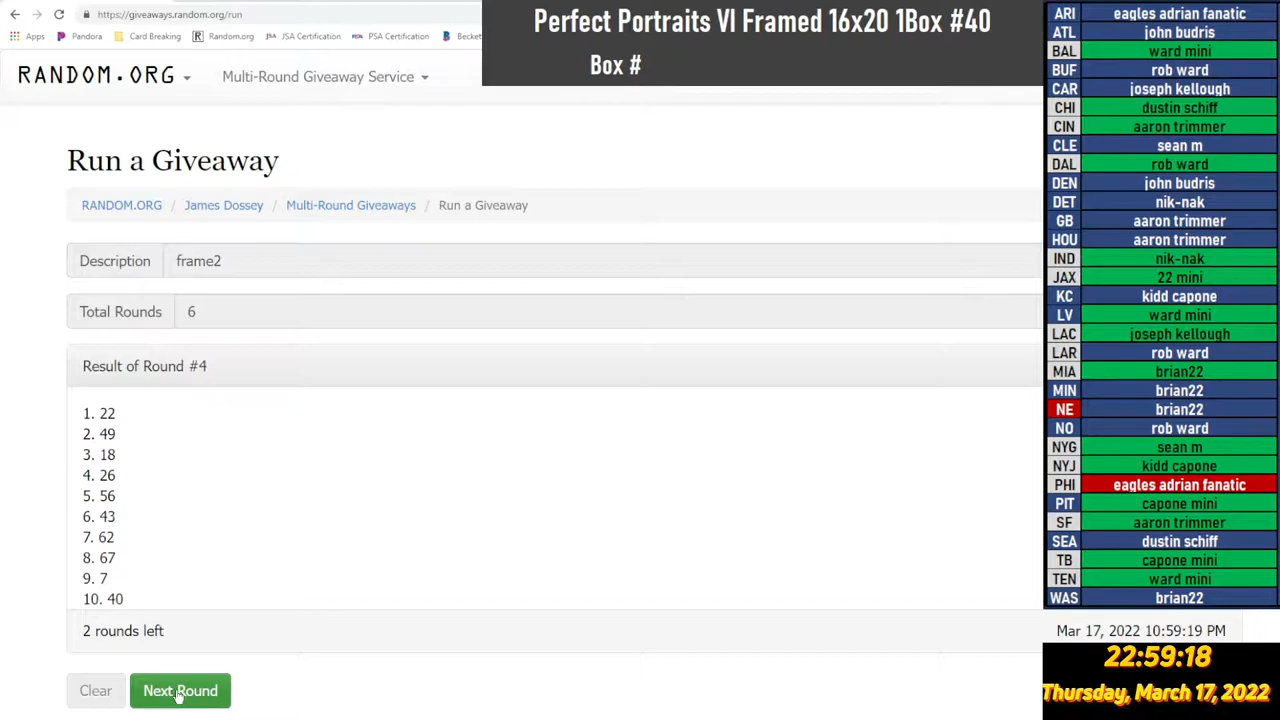 https://giveaways.random.org/run
Apps
Pandora
Card Breaking
Random.org
JSA Certification
PSA Certification
Beckett
Perfect Portraits VI Framed 16x20 1Box #40
Box #
RANDOM.ORG
Multi-Round Giveaway Service
Run a Giveaway
RANDOM.ORG / James Dossey / Multi-Round Giveaways / Run a Giveaway
Description frame2
Total Rounds 6
Result of Round #4
1. 22
2. 49
3. 18
4. 26
5. 56
6. 43
7. 62
8. 67
9. 7
10. 40
2 rounds left
Mar 17, 2022 10:59:19 PM
Clear
Next Round
ARI eagles adrian fanatic
ATL john budris
BAL ward mini
BUF rob ward
CAR joseph kellough
CHI dustin schiff
CIN aaron trimmer
CLE sean m
DAL rob ward
DEN john budris
DET nik-nak
GB aaron trimmer
HOU aaron trimmer
IND nik-nak
JAX 22 mini
KC kidd capone
LV ward mini
LAC joseph kellough
LAR rob ward
MIA brian22
MIN brian22
NE brian22
NO rob ward
NYG sean m
NYJ kidd capone
PHI eagles adrian fanatic
PIT capone mini
SF aaron trimmer
SEA dustin schiff
TB capone mini
TEN ward mini
WAS brian22
22:59:18
Thursday, March 17, 2022